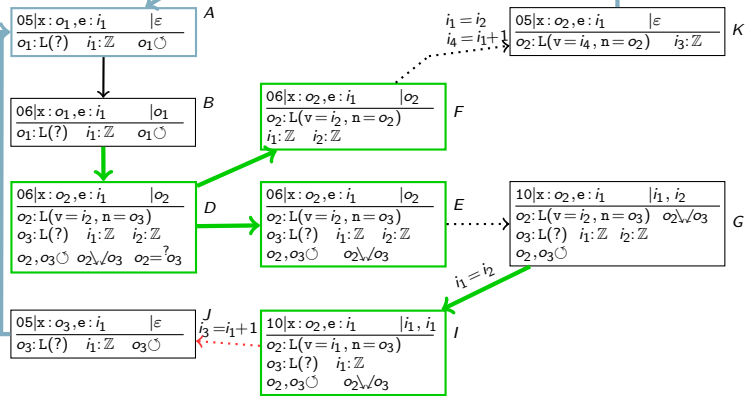 A
05|x:o₁,e:i₁ |ε
o₁:L(?) i₁:ℤ o₁↺
B
06|x:o₁,e:i₁ |o₁
o₁:L(?) i₁:ℤ o₁↺
D
06|x:o₂,e:i₁ |o₂
o₂:L(v=i₂,n=o₃)
o₃:L(?) i₁:ℤ i₂:ℤ
o₂,o₃↺ o₂↘↙o₃ o₂=?o₃
F
06|x:o₂,e:i₁ |o₂
o₂:L(v=i₂,n=o₂)
i₁:ℤ i₂:ℤ
i₁=i₂
i₄=i₁+1
K
05|x:o₂,e:i₁ |ε
o₂:L(v=i₄,n=o₂) i₃:ℤ
E
06|x:o₂,e:i₁ |o₂
o₂:L(v=i₂,n=o₃)
o₃:L(?) i₁:ℤ i₂:ℤ
o₂,o₃↺ o₂↘↙o₃
G
10|x:o₂,e:i₁ |i₁,i₂
o₂:L(v=i₂,n=o₃) o₂↘↙o₃
o₃:L(?) i₁:ℤ i₂:ℤ
o₂,o₃↺
i₁=i₂
I
10|x:o₂,e:i₁ |i₁,i₁
o₂:L(v=i₁,n=o₃)
o₃:L(?) i₁:ℤ
o₂,o₃↺ o₂↘↙o₃
i₃=i₁+1
J
05|x:o₃,e:i₁ |ε
o₃:L(?) i₁:ℤ o₃↺